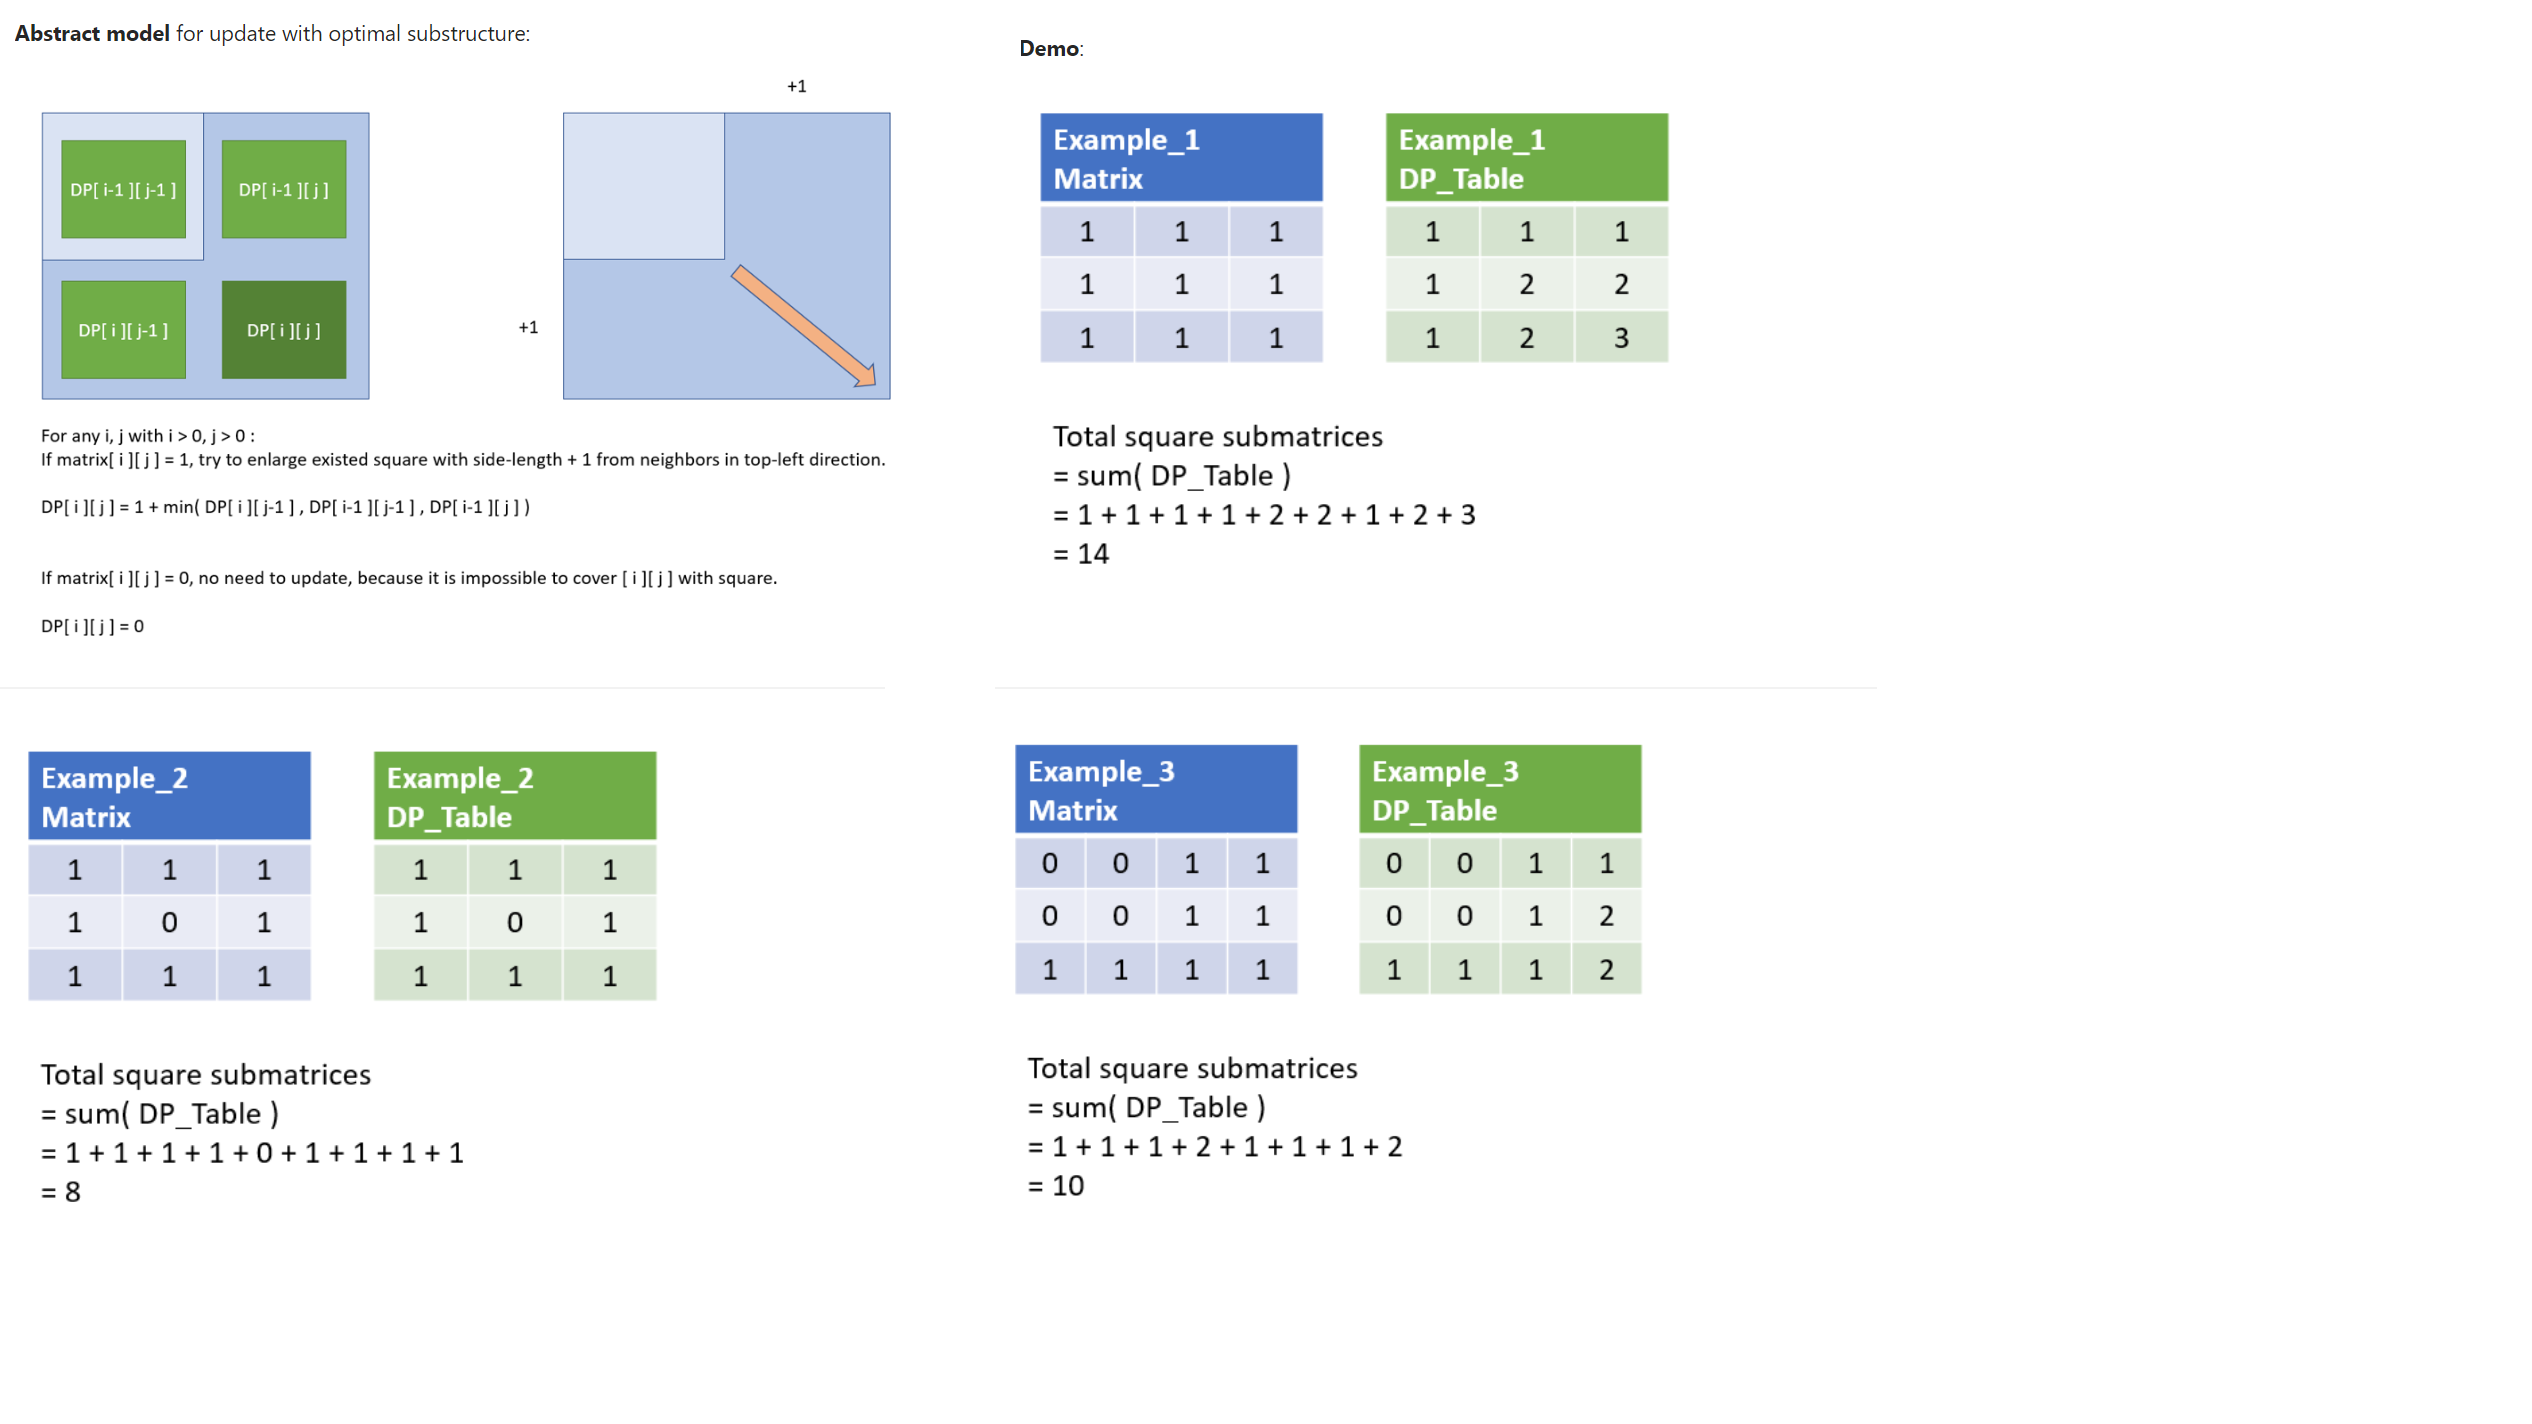 Abstract model for update with optimal substructure:
+1
DP[ i-1 ][ j-1 ] DP[ i-1 ][ j ]
DP[ i ][ j-1 ] DP[ i ][ j ]
+1
For any i, j with i > 0, j > 0 :
If matrix[ i ][ j ] = 1, try to enlarge existed square with side-length + 1 from neighbors in top-left direction.
DP[ i ][ j ] = 1 + min( DP[ i ][ j-1 ] , DP[ i-1 ][ j-1 ] , DP[ i-1 ][ j ] )
If matrix[ i ][ j ] = 0, no need to update, because it is impossible to cover [ i ][ j ] with square.
DP[ i ][ j ] = 0
Demo:
Example_1
Matrix
1 1 1
1 1 1
1 1 1
Example_1
DP_Table
1 1 1
1 2 2
1 2 3
Total square submatrices
= sum( DP_Table )
= 1 + 1 + 1 + 1 + 2 + 2 + 1 + 2 + 3
= 14
Example_2
Matrix
1 1 1
1 0 1
1 1 1
Example_2
DP_Table
1 1 1
1 0 1
1 1 1
Total square submatrices
= sum( DP_Table )
= 1 + 1 + 1 + 1 + 0 + 1 + 1 + 1 + 1
= 8
Example_3
Matrix
0 0 1 1
0 0 1 1
1 1 1 1
Example_3
DP_Table
0 0 1 1
0 0 1 2
1 1 1 2
Total square submatrices
= sum( DP_Table )
= 1 + 1 + 1 + 2 + 1 + 1 + 1 + 2
= 10